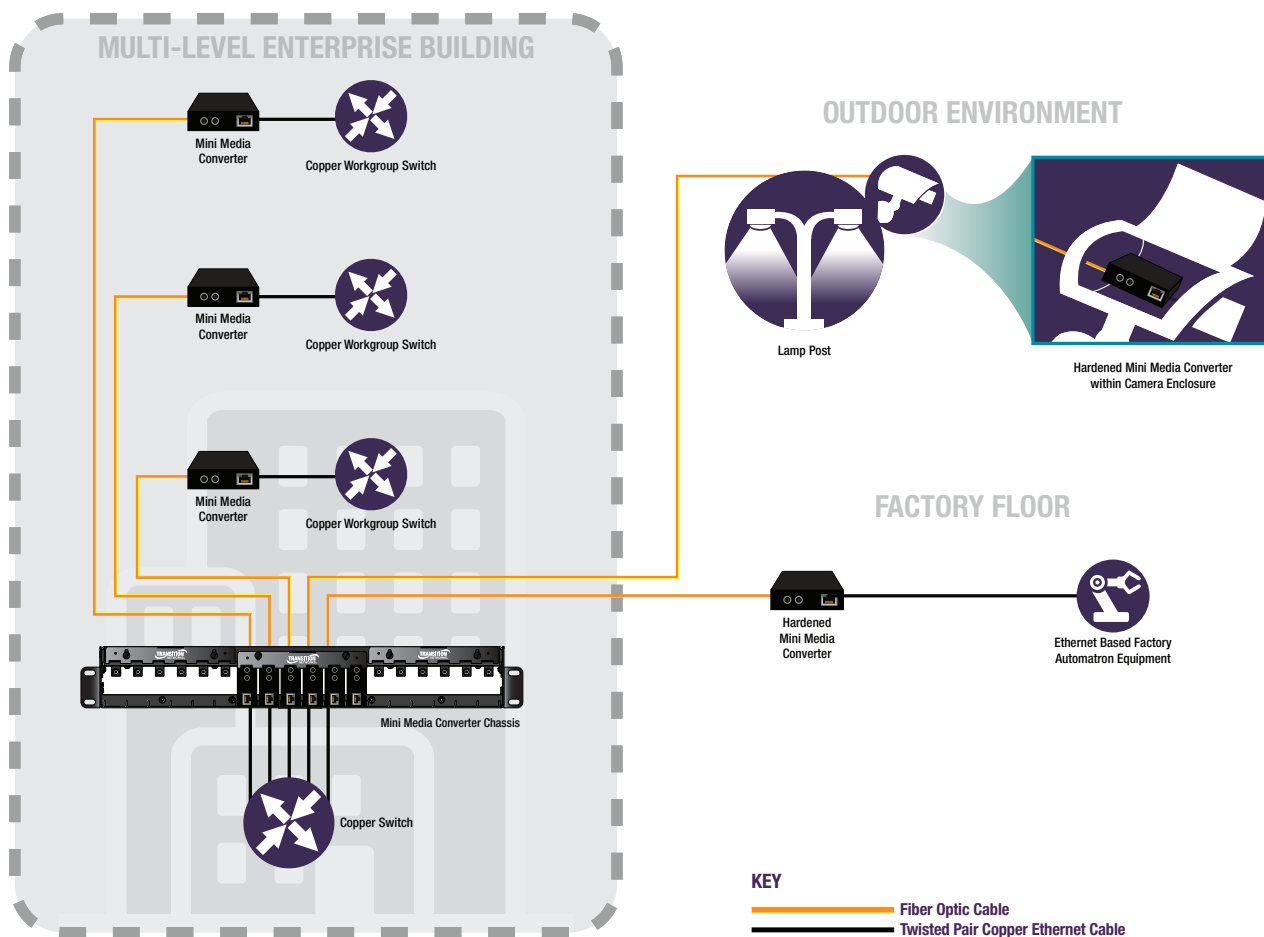 MULTI-LEVEL ENTERPRISE BUILDING
Mini Media
Converter
Copper Workgroup Switch
Mini Media
Converter
Copper Workgroup Switch
Mini Media
Converter
Copper Workgroup Switch
TRANSITION
TRANSITION
TRANSITION
Mini Media Converter Chassis
Copper Switch
OUTDOOR ENVIRONMENT
Lamp Post
Hardened Mini Media Converter
within Camera Enclosure
FACTORY FLOOR
Hardened
Mini Media
Converter
Ethernet Based Factory
Automatron Equipment
KEY
Fiber Optic Cable
Twisted Pair Copper Ethernet Cable